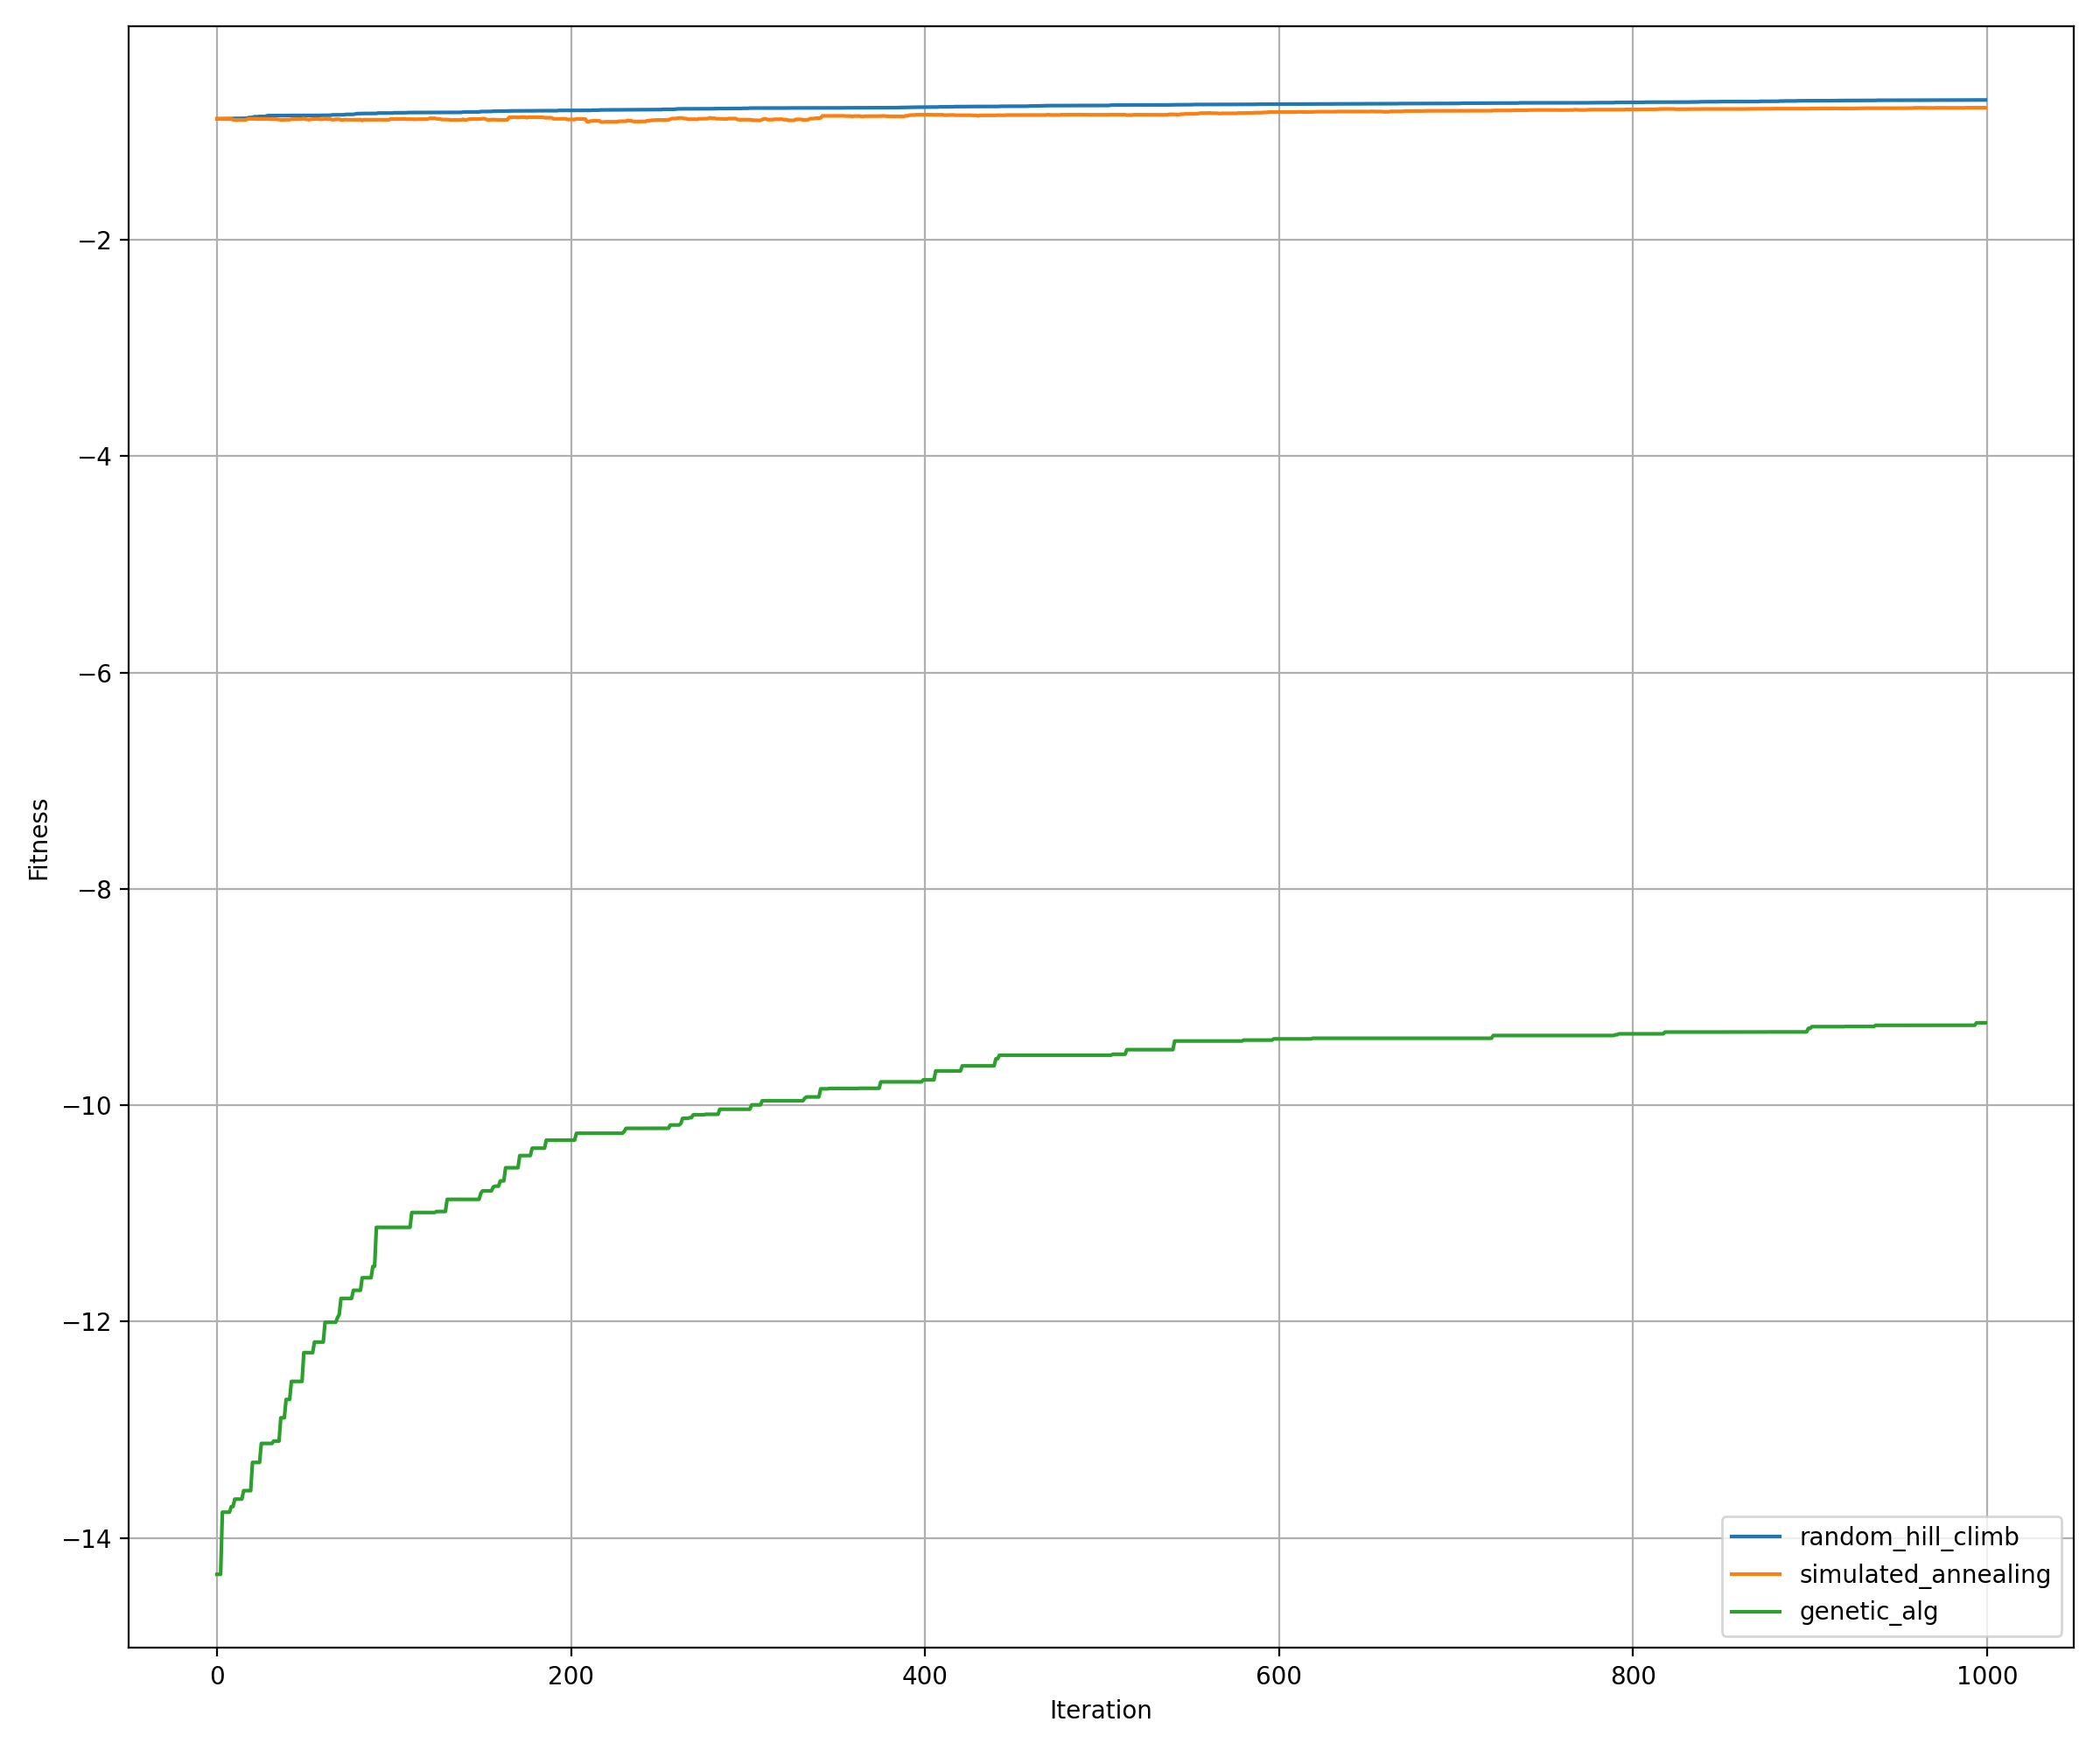 Fitness
−2
−4
−6
−8
−10
−12
−14
0 200 400 600 800 1000
Iteration
random_hill_climb
simulated_annealing
genetic_alg